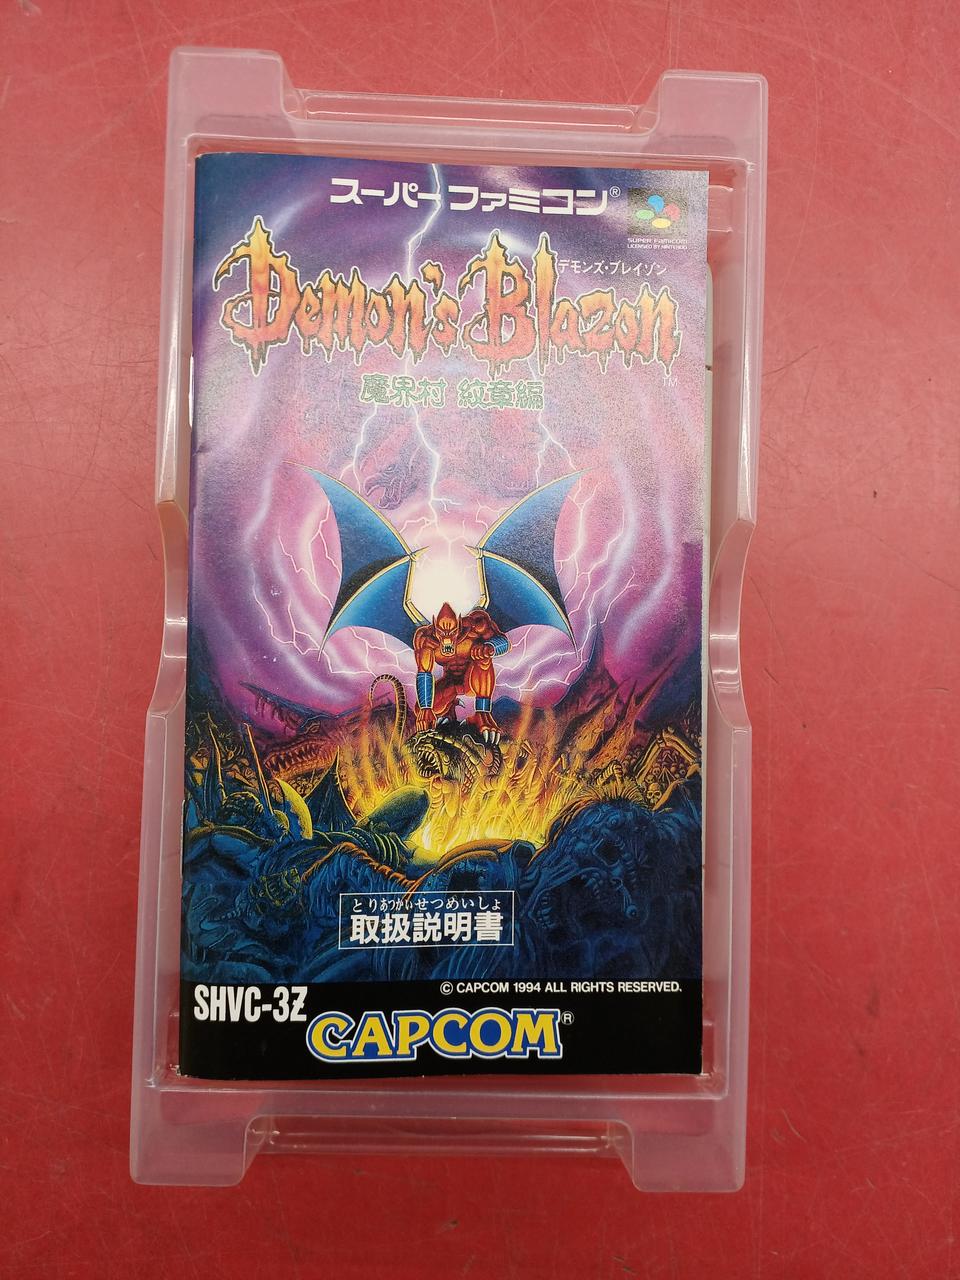 スーパーファミコン®
SUPER FAMICOM
LICENSED BY NINTENDO
デモンズ・ブレイゾン
Demon's Blazon
TM
魔界村 紋章編
とりあつかいせつめいしょ
取扱説明書
© CAPCOM 1994 ALL RIGHTS RESERVED.
SHVC-3Z
CAPCOM®